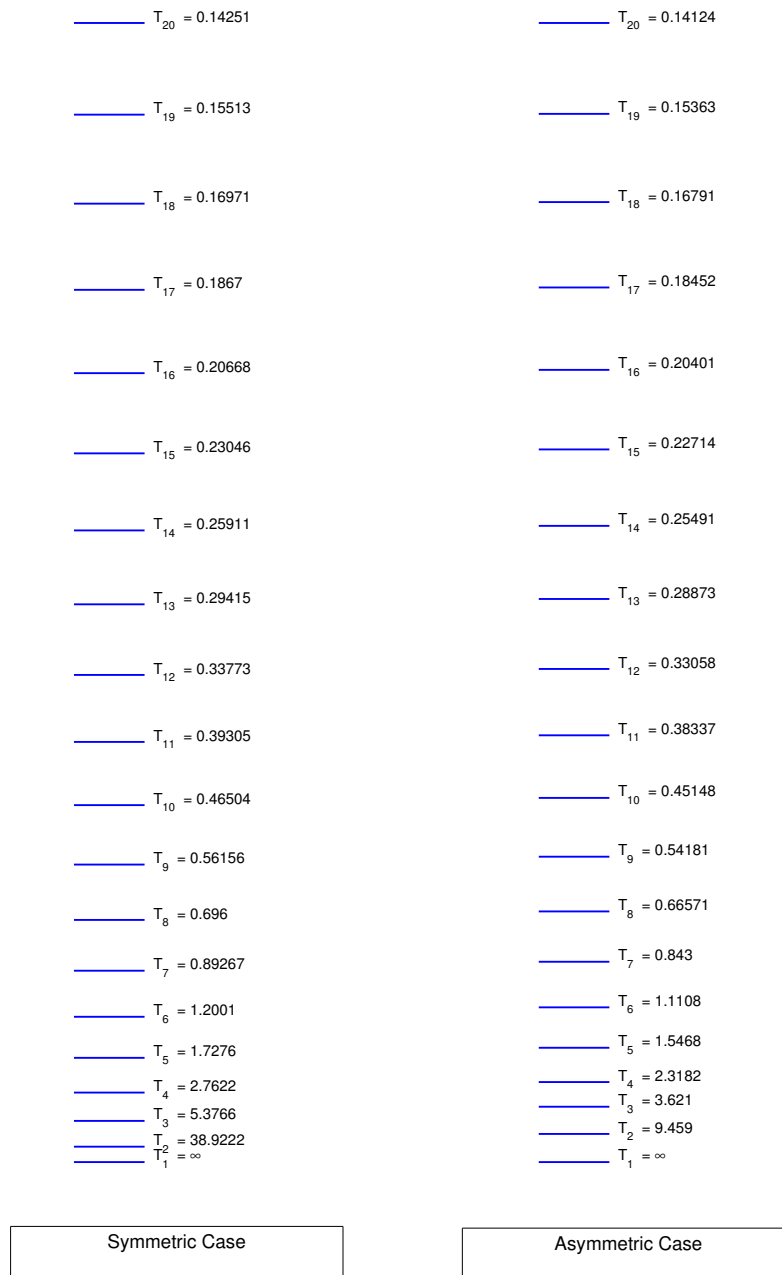 T20 = 0.14251
T19 = 0.15513
T18 = 0.16971
T17 = 0.1867
T16 = 0.20668
T15 = 0.23046
T14 = 0.25911
T13 = 0.29415
T12 = 0.33773
T11 = 0.39305
T10 = 0.46504
T9 = 0.56156
T8 = 0.696
T7 = 0.89267
T6 = 1.2001
T5 = 1.7276
T4 = 2.7622
T3 = 5.3766
T2 = 38.9222
T1 = ∞
Symmetric Case
T20 = 0.14124
T19 = 0.15363
T18 = 0.16791
T17 = 0.18452
T16 = 0.20401
T15 = 0.22714
T14 = 0.25491
T13 = 0.28873
T12 = 0.33058
T11 = 0.38337
T10 = 0.45148
T9 = 0.54181
T8 = 0.66571
T7 = 0.843
T6 = 1.1108
T5 = 1.5468
T4 = 2.3182
T3 = 3.621
T2 = 9.459
T1 = ∞
Asymmetric Case